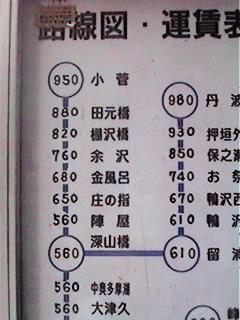 路線図・運賃表
950 小菅
880 田元橋
820 棚沢橋
760 余沢
680 金風呂
650 庄の指
560 陣屋
560 深山橋
560 中奥多摩湖
560 大津久
980 丹波
930 押垣外
850 保之瀬
740 お祭
670 鴨沢西
610 鴨沢
610 留浦